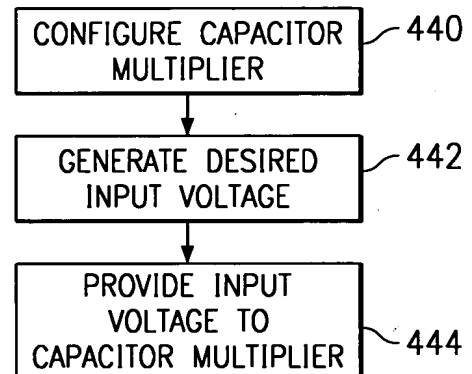 CONFIGURE CAPACITOR
MULTIPLIER
440
GENERATE DESIRED
INPUT VOLTAGE
442
PROVIDE INPUT
VOLTAGE TO
CAPACITOR MULTIPLIER
444